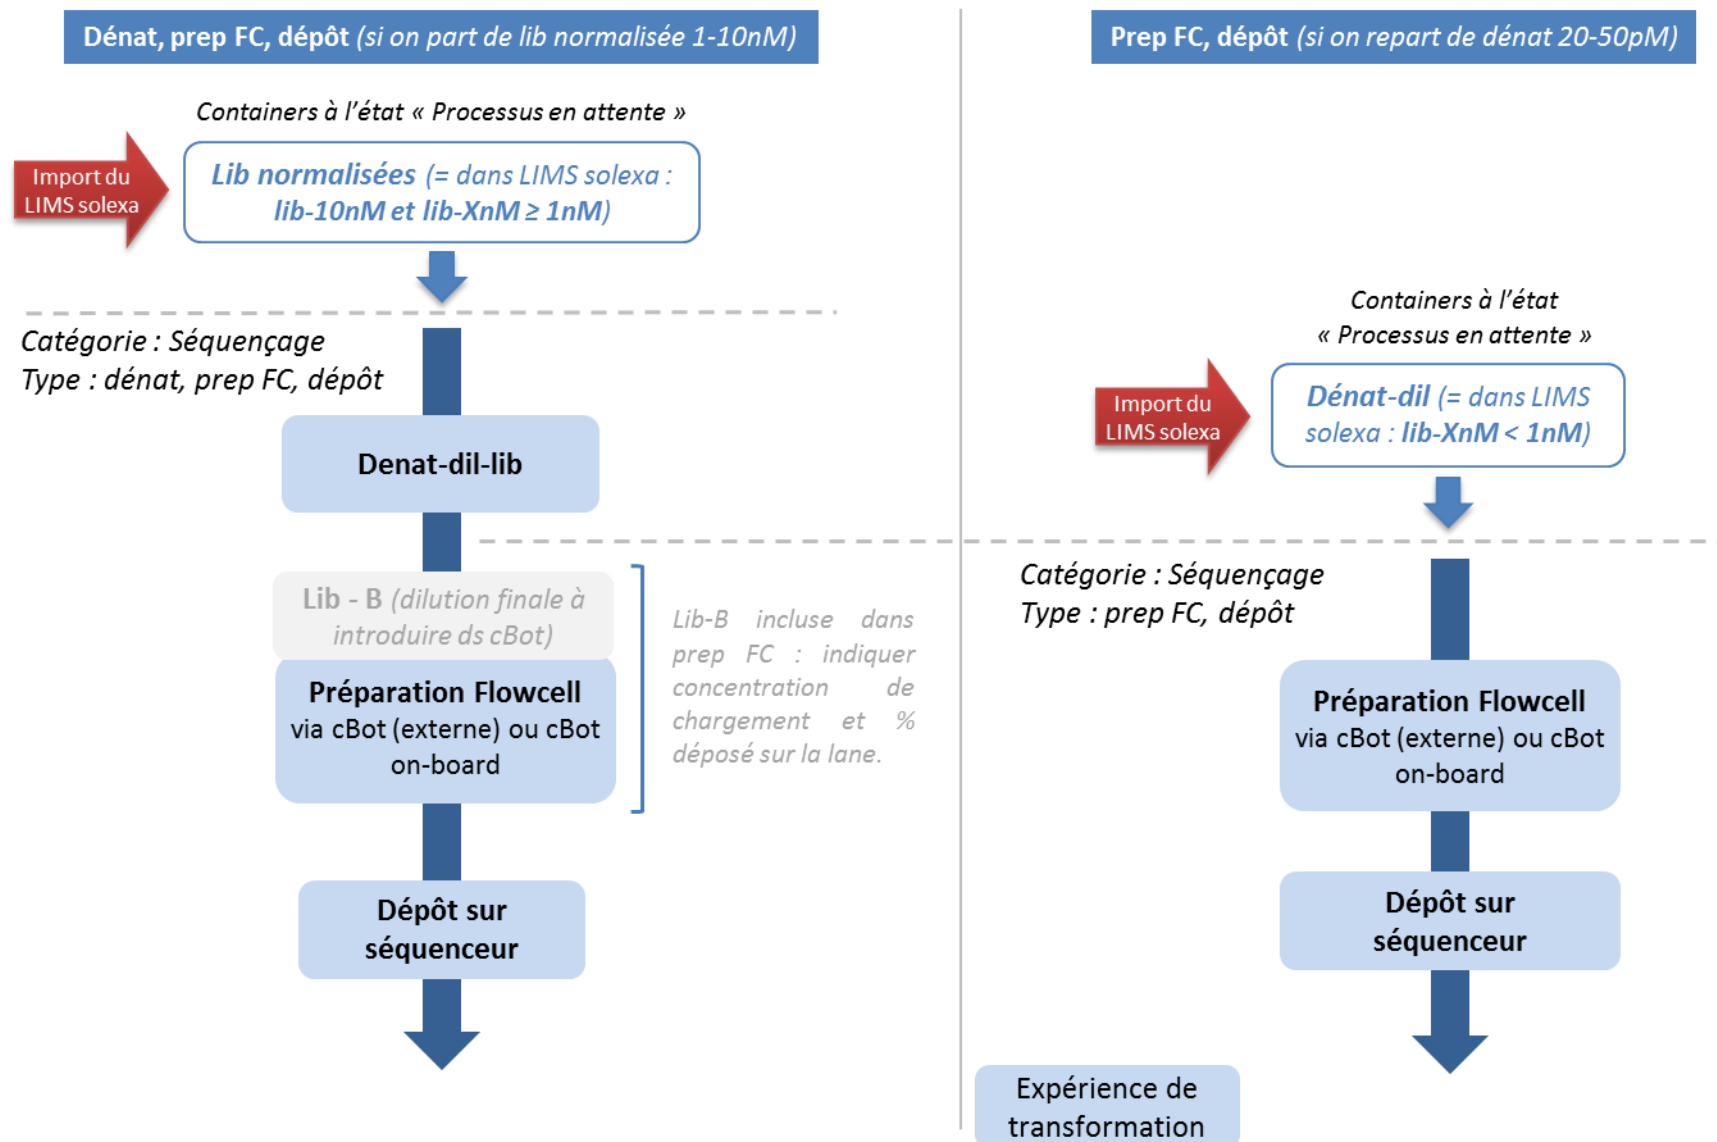 Dénat, prep FC, dépôt (si on part de lib normalisée 1-10nM)
Containers à l’état « Processus en attente »
Import du
LIMS solexa
Lib normalisées (= dans LIMS solexa :
lib-10nM et lib-XnM ≥ 1nM)
Catégorie : Séquençage
Type : dénat, prep FC, dépôt
Denat-dil-lib
Lib - B (dilution finale à
introduire ds cBot)
Préparation Flowcell
via cBot (externe) ou cBot
on-board
Lib-B incluse dans
prep FC : indiquer
concentration de
chargement et %
déposé sur la lane.
Dépôt sur
séquenceur
Prep FC, dépôt (si on repart de dénat 20-50pM)
Containers à l’état
« Processus en attente »
Import du
LIMS solexa
Dénat-dil (= dans LIMS
solexa : lib-XnM < 1nM)
Catégorie : Séquençage
Type : prep FC, dépôt
Préparation Flowcell
via cBot (externe) ou cBot
on-board
Dépôt sur
séquenceur
Expérience de
transformation